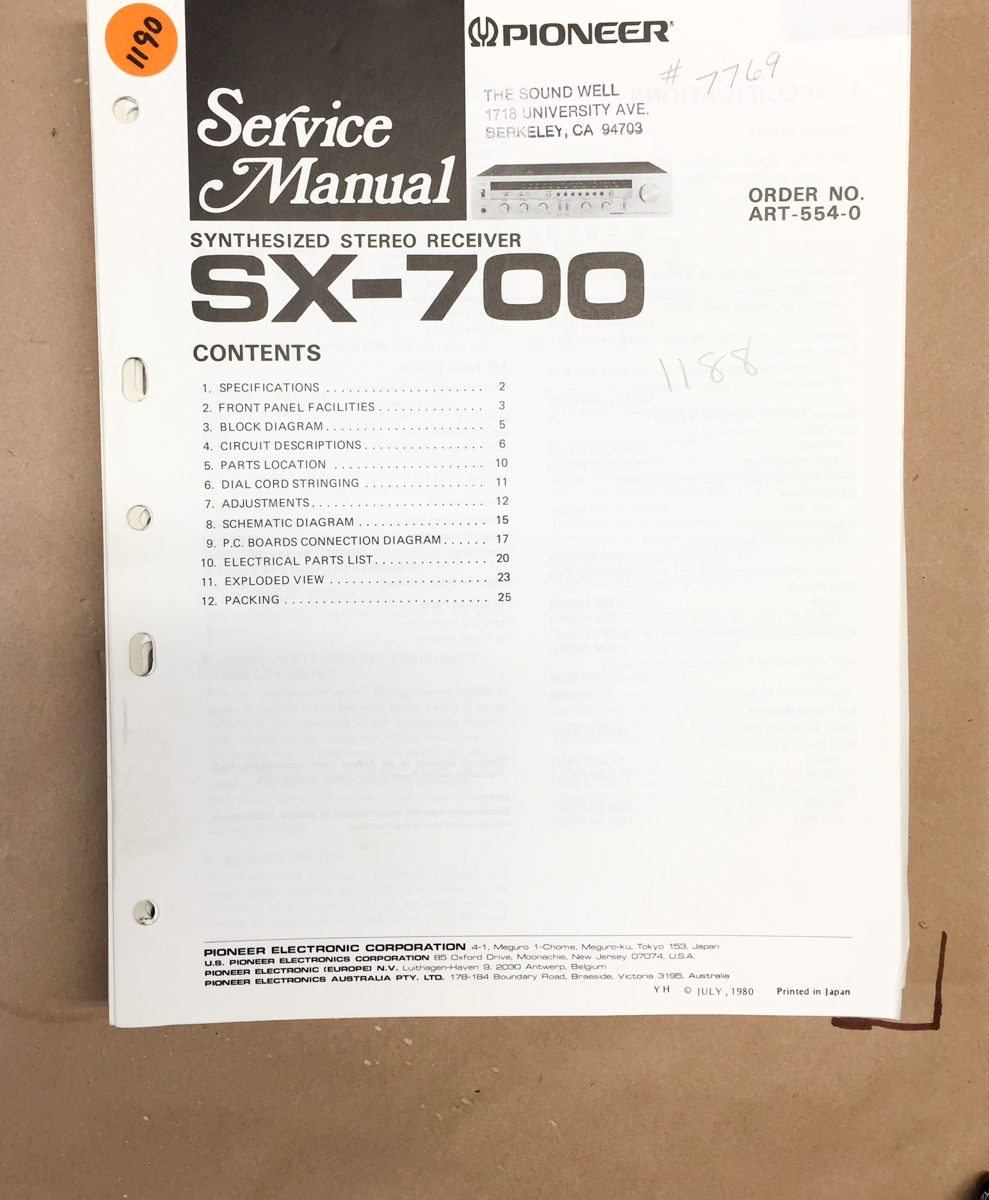 1190
PIONEER®
# 7769
THE SOUND WELL
1718 UNIVERSITY AVE.
BERKELEY, CA 94703
Service
Manual
ORDER NO.
ART-554-0
SYNTHESIZED STEREO RECEIVER
SX-700
CONTENTS
1188
1. SPECIFICATIONS . . . . . . . . . . . . . . . . . . . . . 2
2. FRONT PANEL FACILITIES . . . . . . . . . . . . . . 3
3. BLOCK DIAGRAM . . . . . . . . . . . . . . . . . . . . . 5
4. CIRCUIT DESCRIPTIONS . . . . . . . . . . . . . . . . 6
5. PARTS LOCATION . . . . . . . . . . . . . . . . . . . . 10
6. DIAL CORD STRINGING . . . . . . . . . . . . . . . . 11
7. ADJUSTMENTS . . . . . . . . . . . . . . . . . . . . . . . 12
8. SCHEMATIC DIAGRAM . . . . . . . . . . . . . . . . . 15
9. P.C. BOARDS CONNECTION DIAGRAM . . . . . . 17
10. ELECTRICAL PARTS LIST . . . . . . . . . . . . . . . 20
11. EXPLODED VIEW . . . . . . . . . . . . . . . . . . . . . 23
12. PACKING . . . . . . . . . . . . . . . . . . . . . . . . . . . 25
PIONEER ELECTRONIC CORPORATION 4-1, Meguro 1-Chome, Meguro-ku, Tokyo 153, Japan
U.S. PIONEER ELECTRONICS CORPORATION 85 Oxford Drive, Moonachie, New Jersey 07074, U.S.A.
PIONEER ELECTRONIC (EUROPE) N.V. Luithagen-Haven 9, 2030 Antwerp, Belgium
PIONEER ELECTRONICS AUSTRALIA PTY. LTD. 178-184 Boundary Road, Braeside, Victoria 3195, Australia
YH © JULY, 1980 Printed in Japan